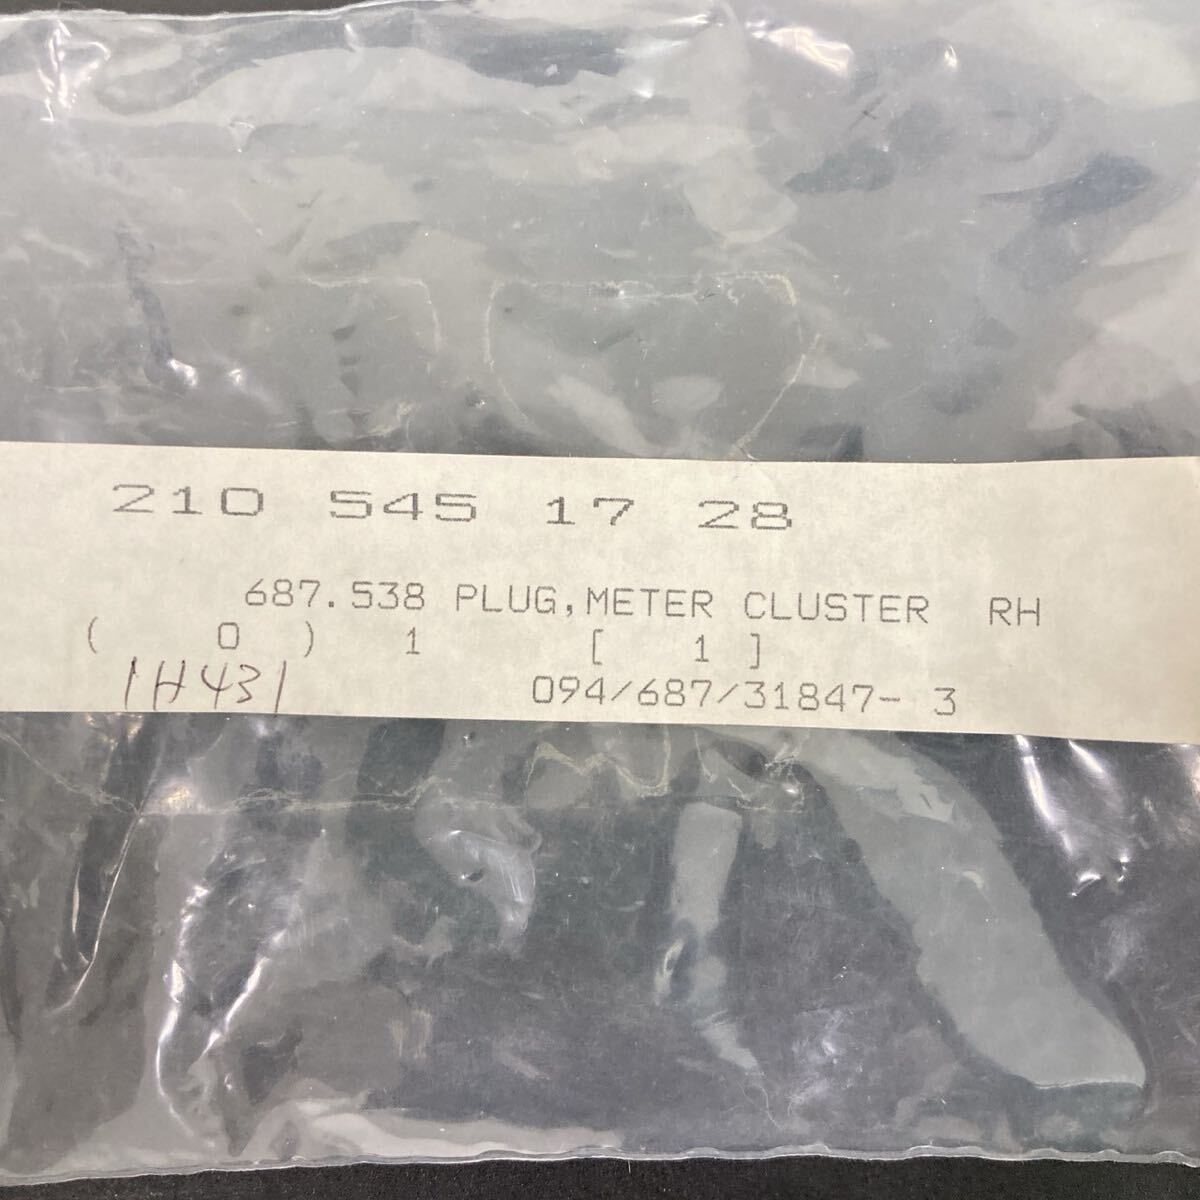 210 545 17 28
687.538 PLUG,METER CLUSTER RH
( 0 ) 1 [ 1 ]
1H431 094/687/31847- 3